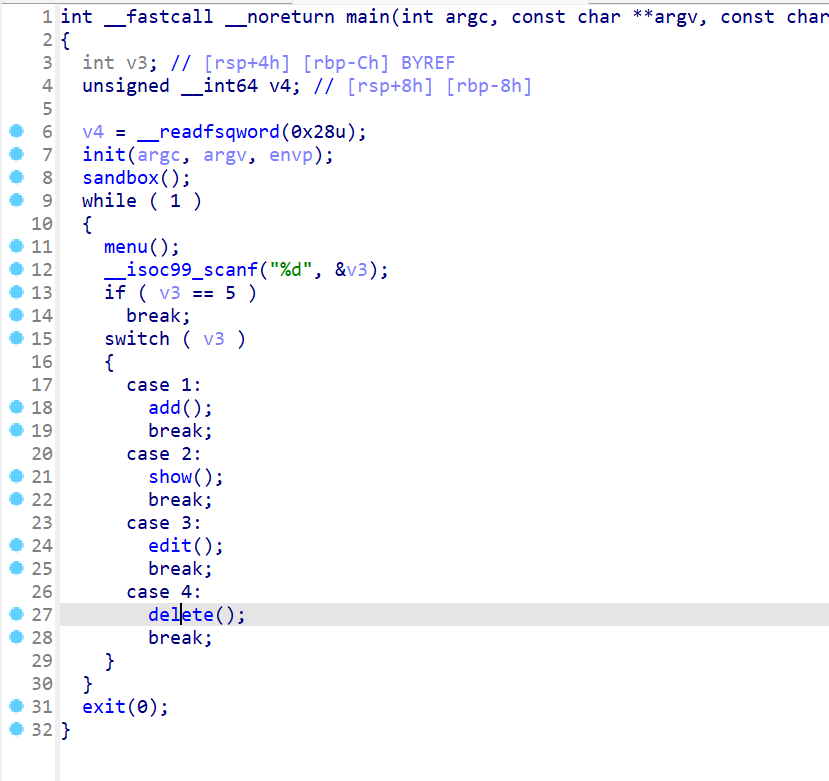 1 int __fastcall __noreturn main(int argc, const char **argv, const char
2 {
3   int v3; // [rsp+4h] [rbp-Ch] BYREF
4   unsigned __int64 v4; // [rsp+8h] [rbp-8h]
5
6   v4 = __readfsqword(0x28u);
7   init(argc, argv, envp);
8   sandbox();
9   while ( 1 )
10   {
11     menu();
12     __isoc99_scanf("%d", &v3);
13     if ( v3 == 5 )
14       break;
15     switch ( v3 )
16     {
17       case 1:
18         add();
19         break;
20       case 2:
21         show();
22         break;
23       case 3:
24         edit();
25         break;
26       case 4:
27         delete();
28         break;
29     }
30   }
31   exit(0);
32 }